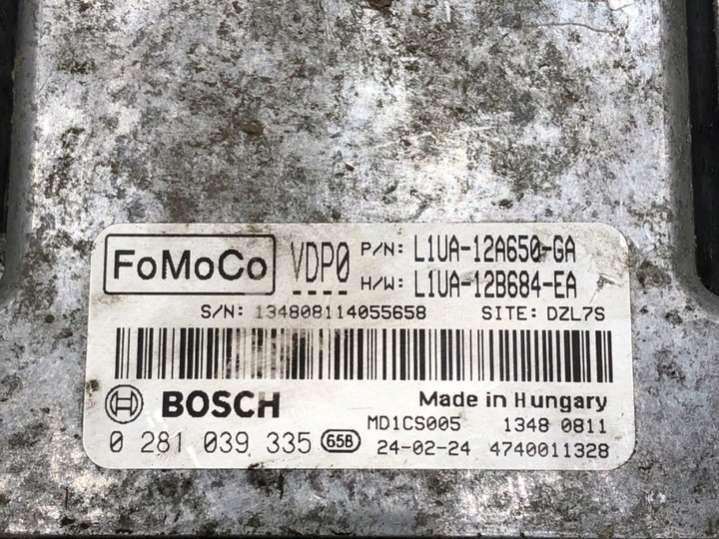 FoMoCo VDP0 P/N: L1UA-12A650-GA
H/W: L1UA-12B684-EA
S/N: 134808114055658 SITE: DZL7S
BOSCH Made in Hungary
MD1CS005 1348 0811
0 281 039 335 65B 24-02-24 4740011328